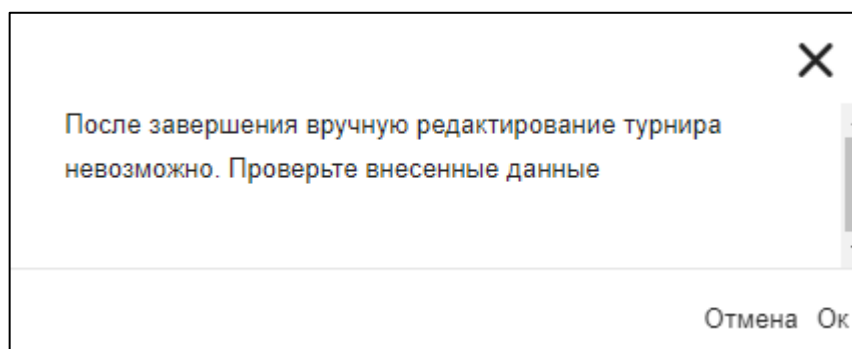 После завершения вручную редактирование турнира
невозможно. Проверьте внесенные данные
Отмена Ок